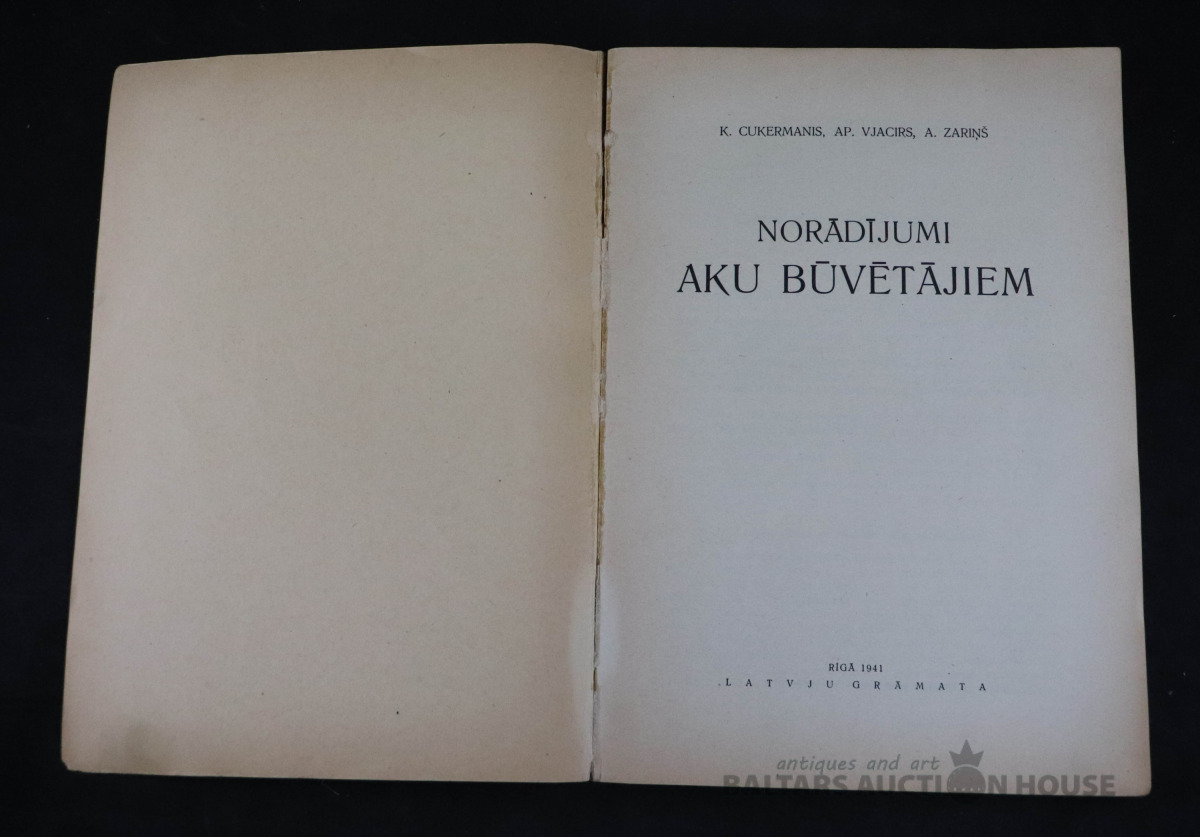 K. CUKERMANIS, AP. VJACIRS, A. ZARIŅŠ
NORĀDĪJUMI
AKU BŪVĒTĀJIEM
RĪGĀ 1941
LATVJU GRĀMATA
antiques and art
BALTARS AUCTION HOUSE